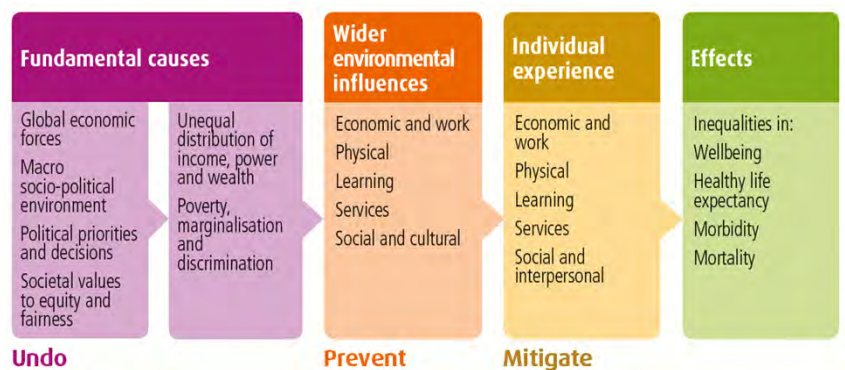 Fundamental causes
Global economic
forces
Macro
socio-political
environment
Political priorities
and decisions
Societal values
to equity and
fairness
Unequal
distribution of
income, power
and wealth
Poverty,
marginalisation
and
discrimination
Undo
Wider
environmental
influences
Economic and work
Physical
Learning
Services
Social and cultural
Prevent
Individual
experience
Economic and
work
Physical
Learning
Services
Social and
interpersonal
Mitigate
Effects
Inequalities in:
Wellbeing
Healthy life
expectancy
Morbidity
Mortality